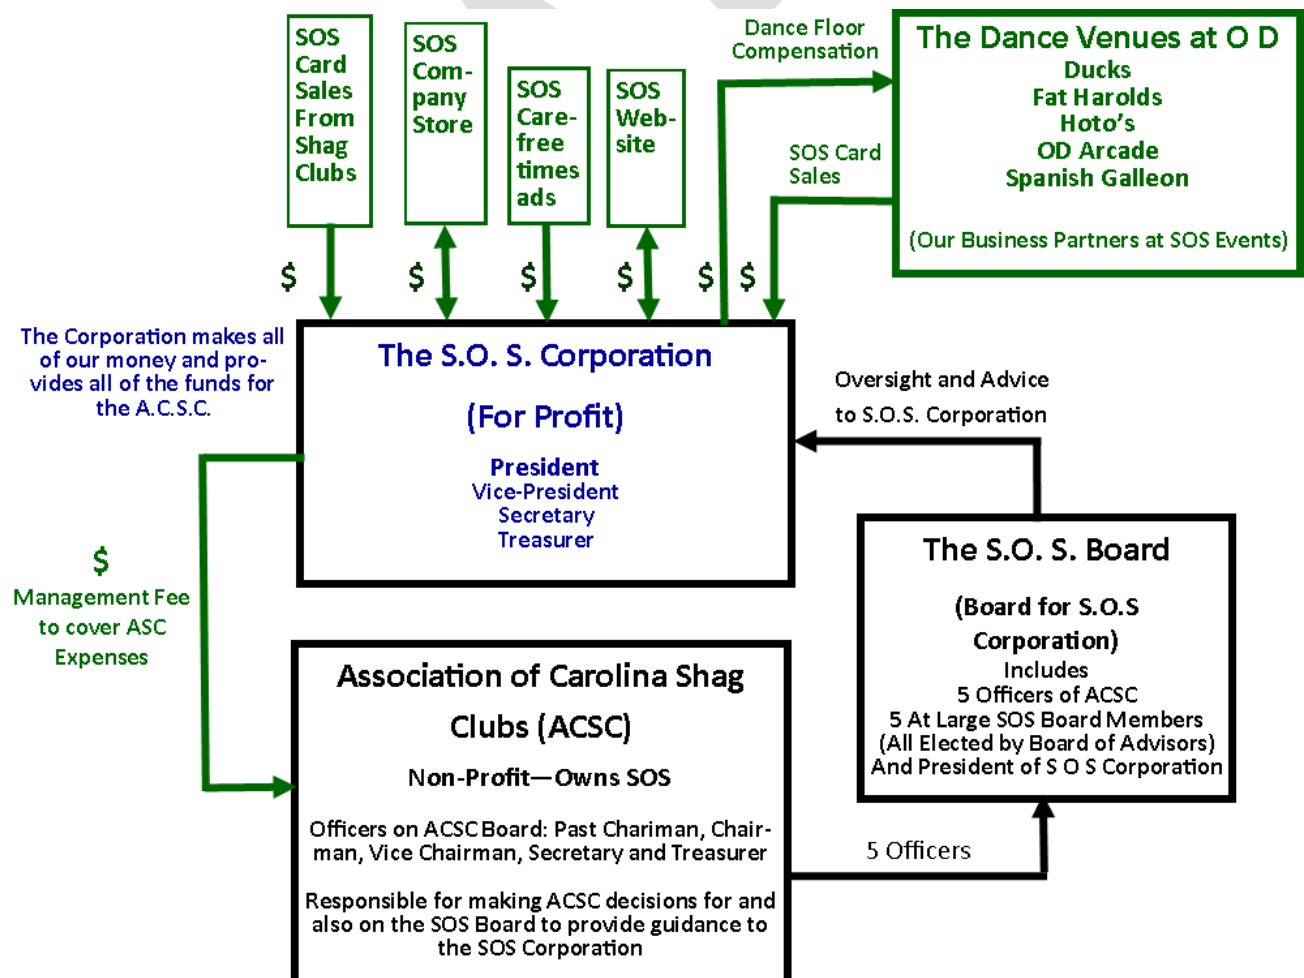 SOS
Card
Sales
From
Shag
Clubs
SOS
Com-
pany
Store
SOS
Care-
free
times
ads
SOS
Web-
site
Dance Floor
Compensation
SOS Card
Sales
The Dance Venues at O D
Ducks
Fat Harolds
Hoto's
OD Arcade
Spanish Galleon
(Our Business Partners at SOS Events)
$
$
$
$
$
$
The Corporation makes all
of our money and pro-
vides all of the funds for
the A.C.S.C.
The S.O. S. Corporation
(For Profit)
President
Vice-President
Secretary
Treasurer
Oversight and Advice
to S.O.S. Corporation
$
Management Fee
to cover ASC
Expenses
The S.O. S. Board
(Board for S.O.S
Corporation)
Includes
5 Officers of ACSC
5 At Large SOS Board Members
(All Elected by Board of Advisors)
And President of S O S Corporation
Association of Carolina Shag
Clubs (ACSC)
Non-Profit—Owns SOS
Officers on ACSC Board: Past Chariman, Chair-
man, Vice Chairman, Secretary and Treasurer
Responsible for making ACSC decisions for and
also on the SOS Board to provide guidance to
the SOS Corporation
5 Officers